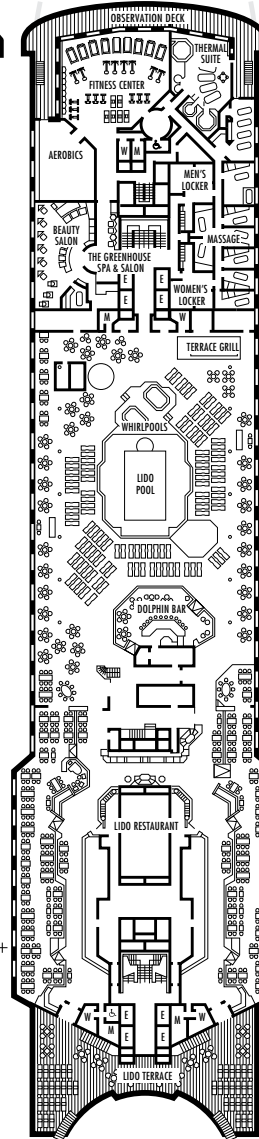 OBSERVATION DECK
THERMAL
SUITE
FITNESS CENTER
W M
AEROBICS
MEN'S
LOCKER
BEAUTY
SALON
MASSAGE
THE GREENHOUSE
SPA & SALON
E E
E E
WOMEN'S
LOCKER
M W
TERRACE GRILL
WHIRLPOOLS
LIDO
POOL
DOLPHIN BAR
LIDO RESTAURANT
W E E W
M E E M
LIDO TERRACE